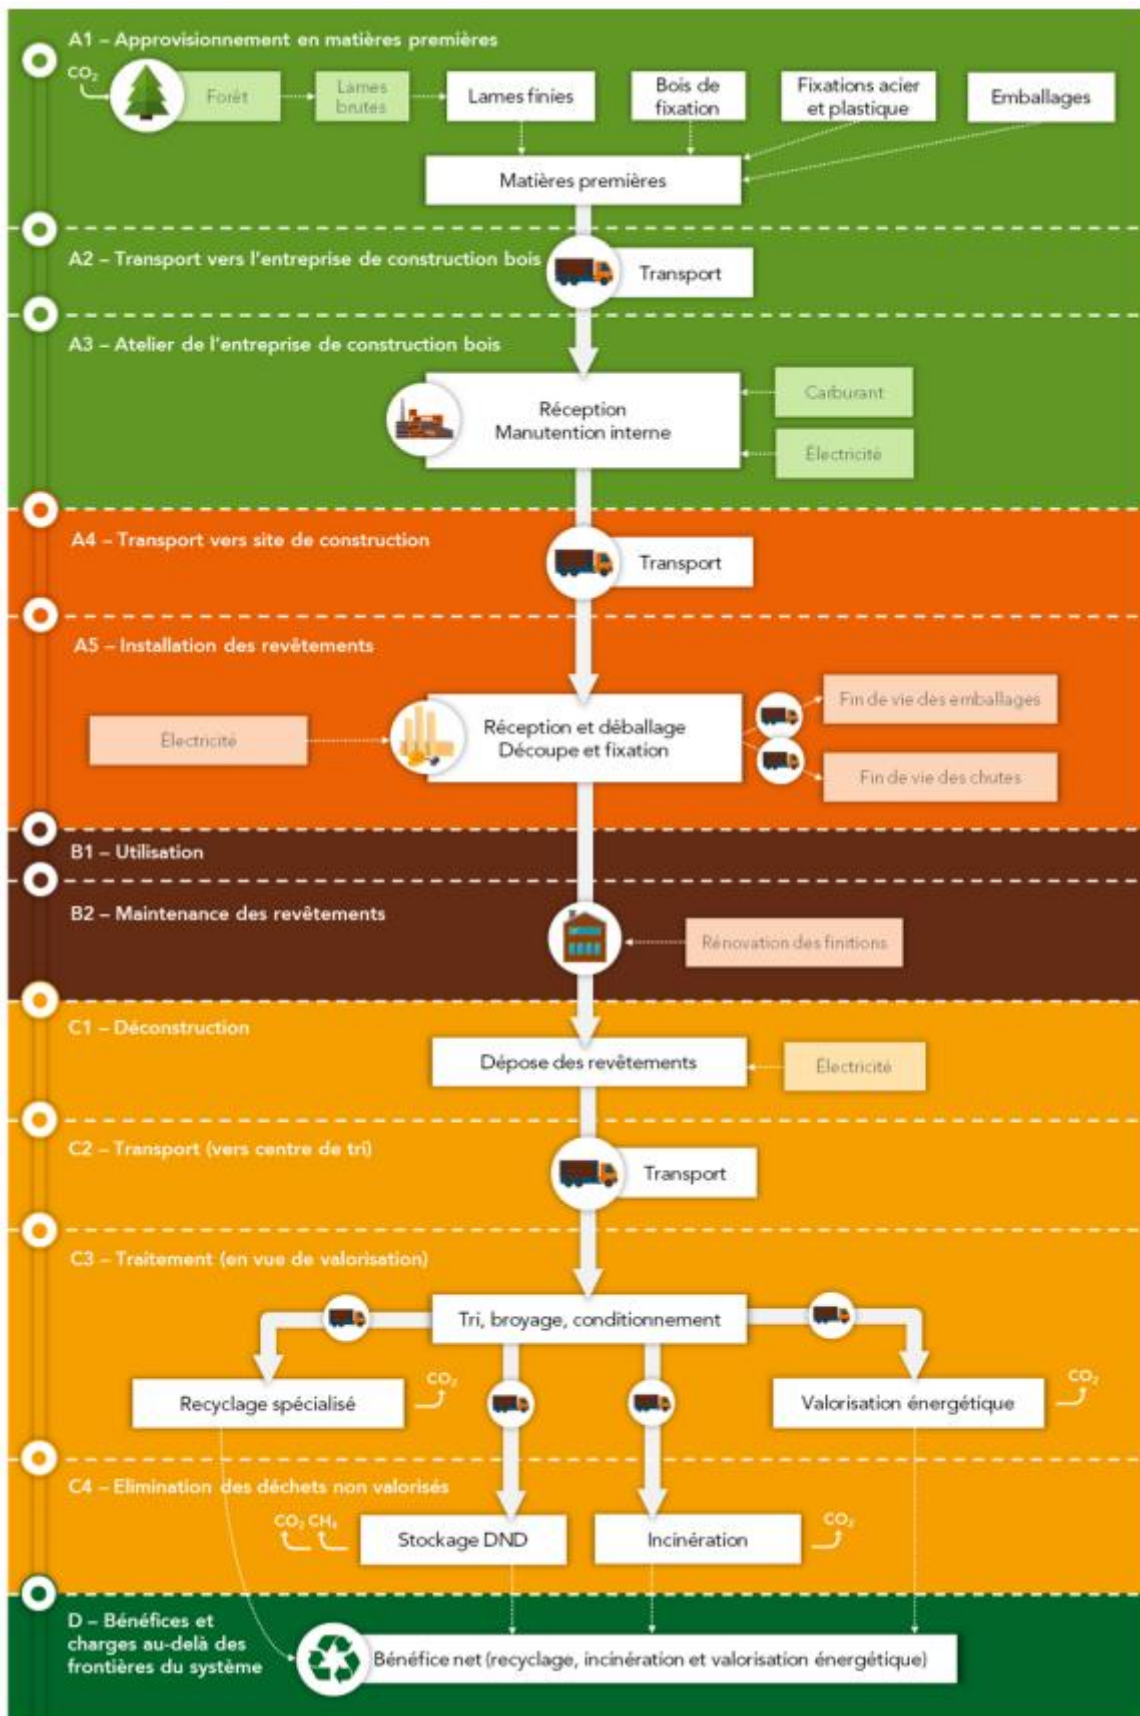 A1 – Approvisionnement en matières premières
CO₂
Forêt
Lames
brutes
Lames finies
Bois de
fixation
Fixations acier
et plastique
Emballages
Matières premières
A2 – Transport vers l'entreprise de construction bois
Transport
A3 – Atelier de l'entreprise de construction bois
Réception
Manutention interne
Carburant
Électricité
A4 – Transport vers site de construction
Transport
A5 – Installation des revêtements
Électricité
Réception et déballage
Découpe et fixation
Fin de vie des emballages
Fin de vie des chutes
B1 – Utilisation
B2 – Maintenance des revêtements
Rénovation des finitions
C1 – Déconstruction
Dépose des revêtements
Électricité
C2 – Transport (vers centre de tri)
Transport
C3 – Traitement (en vue de valorisation)
Tri, broyage, conditionnement
Recyclage spécialisé
CO₂
Valorisation énergétique
CO₂
C4 – Elimination des déchets non valorisés
CO₂ CH₄
Stockage DND
Incinération
CO₂
D – Bénéfices et
charges au-delà des
frontières du système
Bénéfice net (recyclage, incinération et valorisation énergétique)